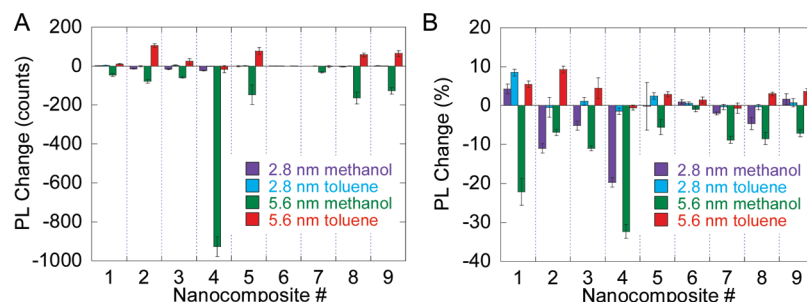 A
PL Change (counts)
200
0
-200
-400
-600
-800
-1000
2.8 nm methanol
2.8 nm toluene
5.6 nm methanol
5.6 nm toluene
1 2 3 4 5 6 7 8 9
Nanocomposite #
B
PL Change (%)
20
10
0
-10
-20
-30
-40
2.8 nm methanol
2.8 nm toluene
5.6 nm methanol
5.6 nm toluene
1 2 3 4 5 6 7 8 9
Nanocomposite #